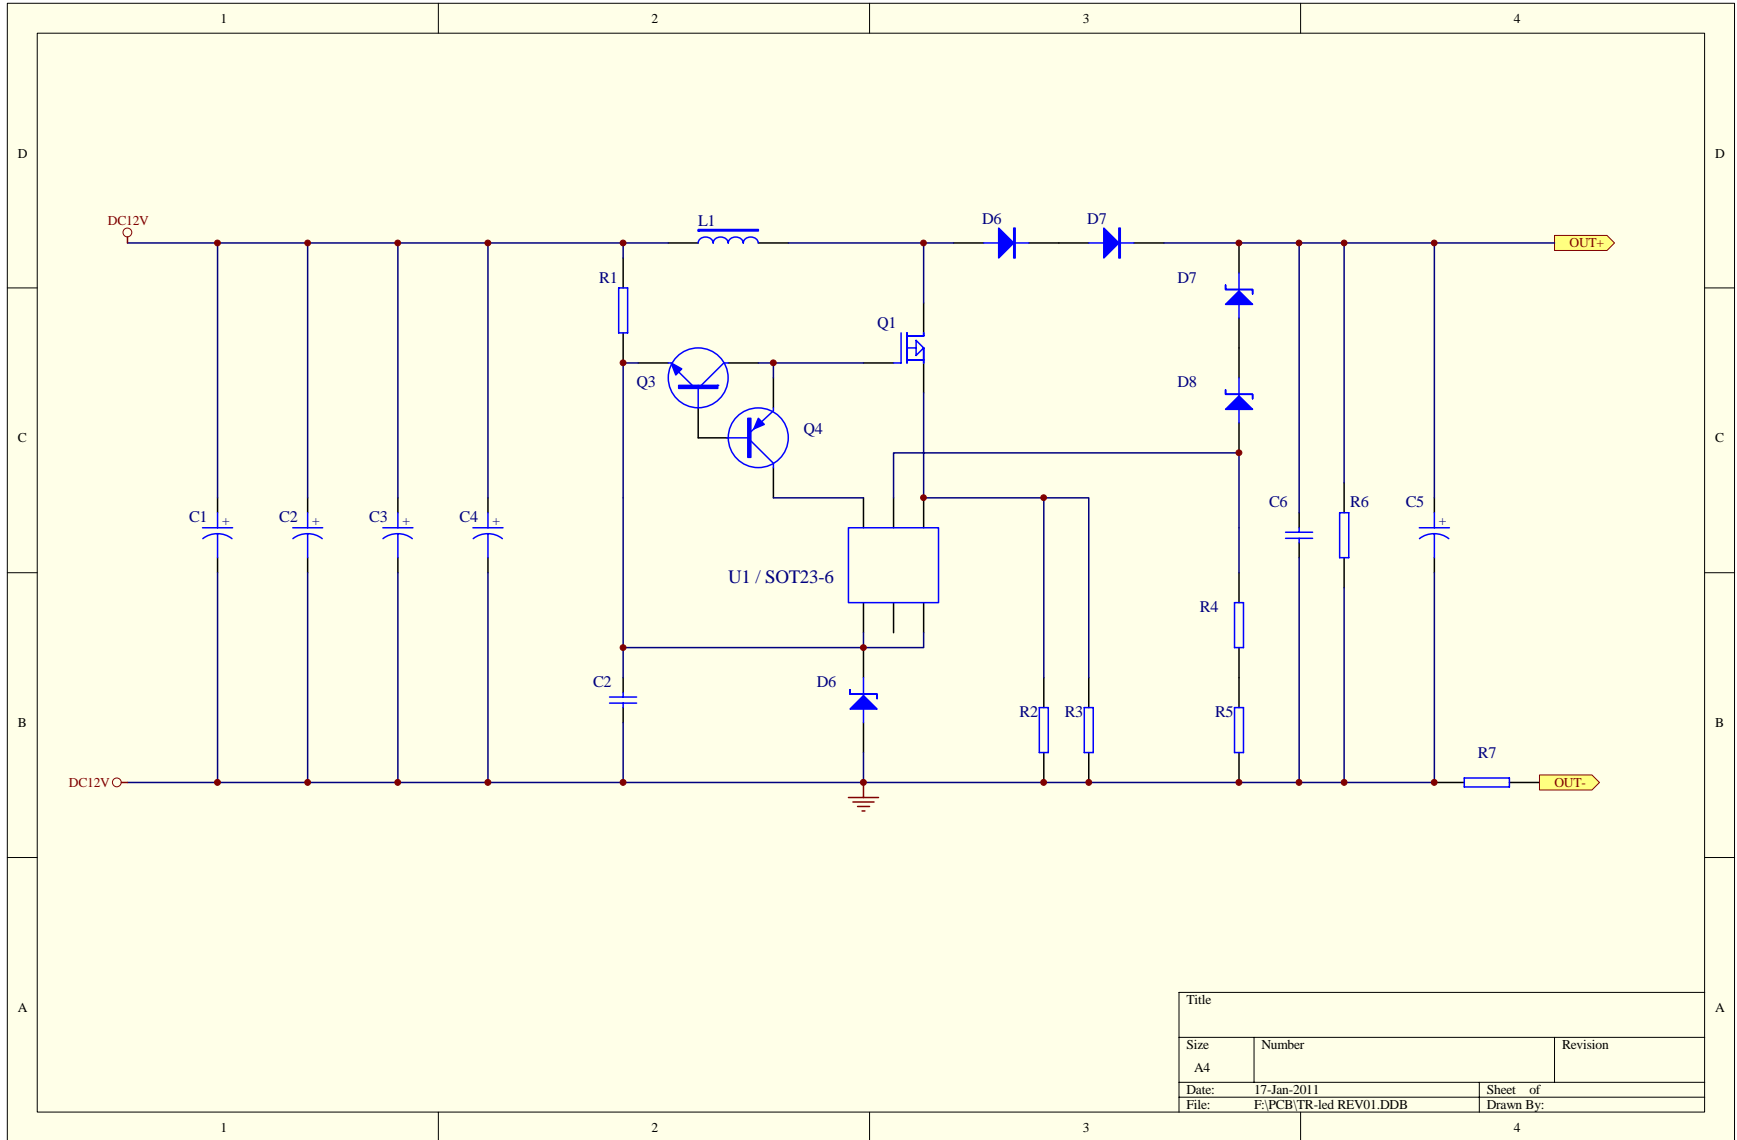 1 2 3 4
D D
DC12V L1 D6 D7 OUT+
R1 D7
Q1
Q3 D8
Q4
C C
C1 + C2 + C3 + C4 + C6 R6 C5 +
U1 / SOT23-6
R4
C2 D6
R2 R3 R5
B B
R7
DC12V OUT-
A A
Title
Size Number Revision
A4
Date: 17-Jan-2011 Sheet of
File: F:\PCB\TR-led REV01.DDB Drawn By:
1 2 3 4